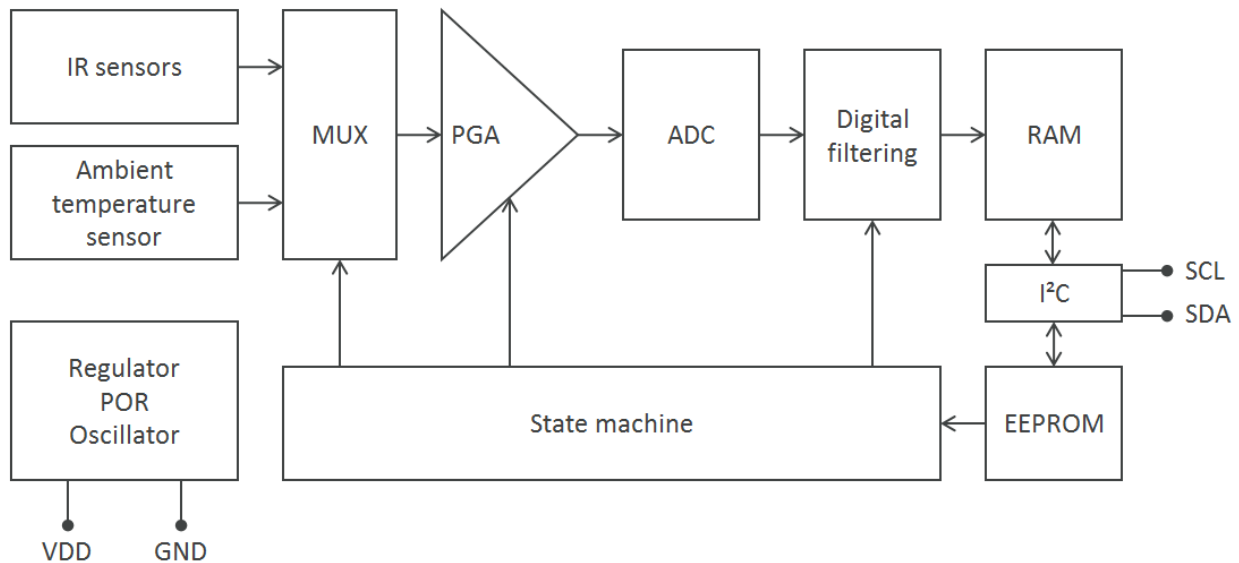 IR sensors
MUX
PGA
ADC
Digital
filtering
RAM
Ambient
temperature
sensor
I²C
SCL
SDA
Regulator
POR
Oscillator
State machine
EEPROM
VDD
GND